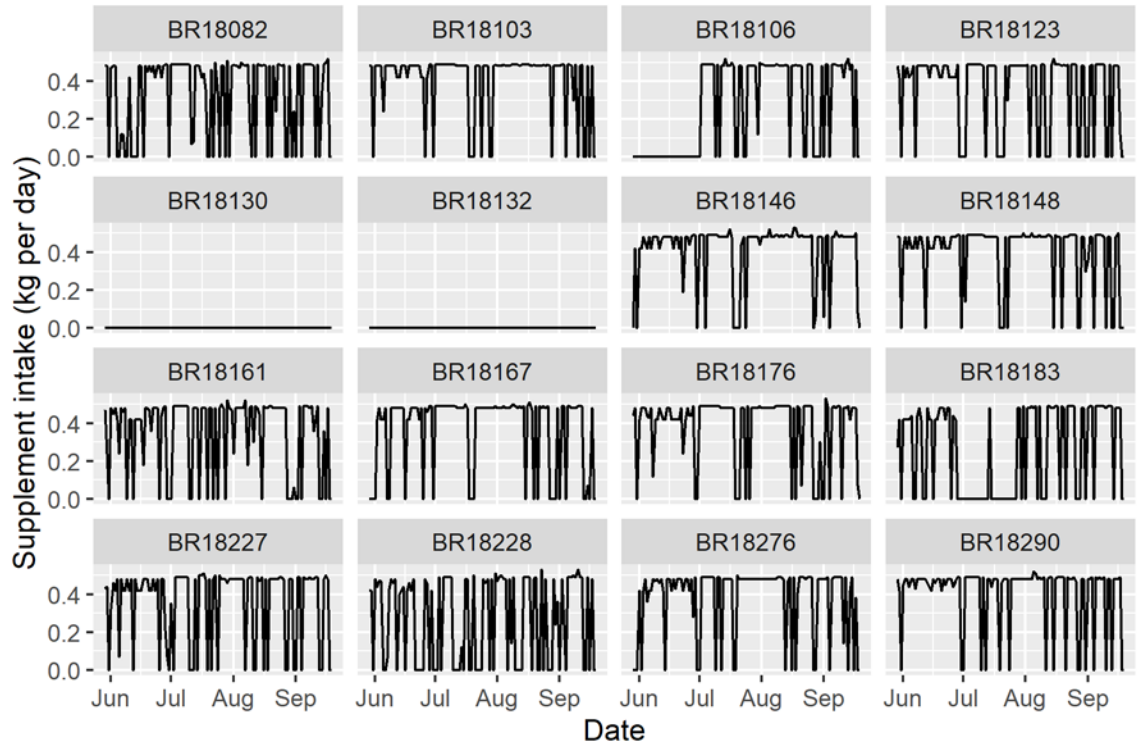 BR18082 BR18103 BR18106 BR18123
0.4
0.2
0.0
BR18130 BR18132 BR18146 BR18148
0.4
0.2
0.0
BR18161 BR18167 BR18176 BR18183
0.4
0.2
0.0
BR18227 BR18228 BR18276 BR18290
0.4
0.2
0.0
Jun Jul Aug Sep Jun Jul Aug Sep Jun Jul Aug Sep Jun Jul Aug Sep
Date
Supplement intake (kg per day)